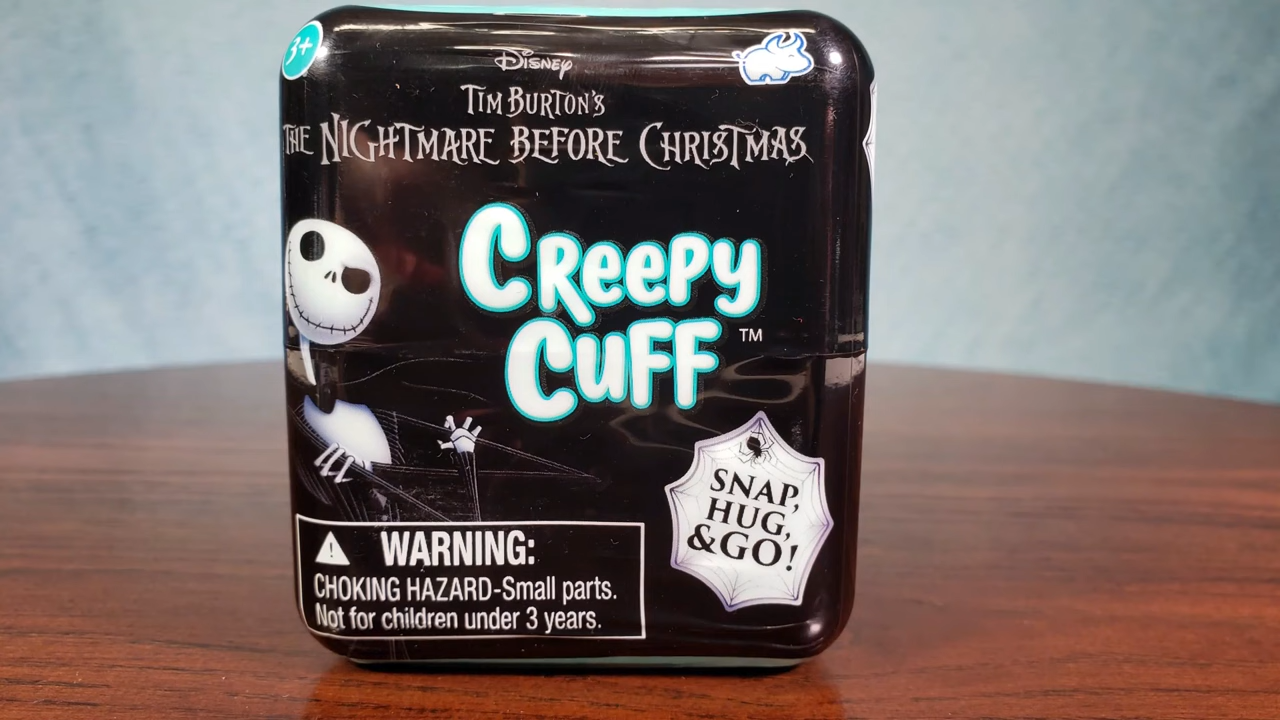 3+
Disney
TIM BURTON'S
THE NIGHTMARE BEFORE CHRISTMAS
CReePy
CuFF ™
SNAP,
HUG,
&GO!
WARNING:
CHOKING HAZARD-Small parts.
Not for children under 3 years.